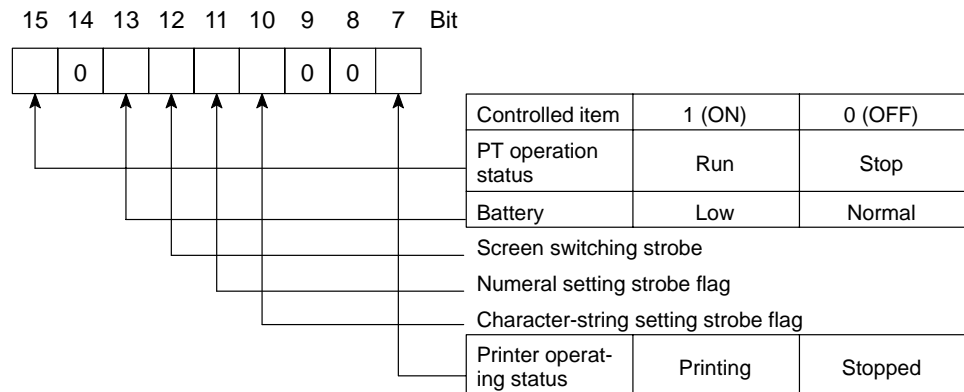 15 14 13 12 11 10 9 8 7 Bit
0 0 0
Controlled item 1 (ON) 0 (OFF)
PT operation
status Run Stop
Battery Low Normal
Screen switching strobe
Numeral setting strobe flag
Character-string setting strobe flag
Printer operat-
ing status Printing Stopped